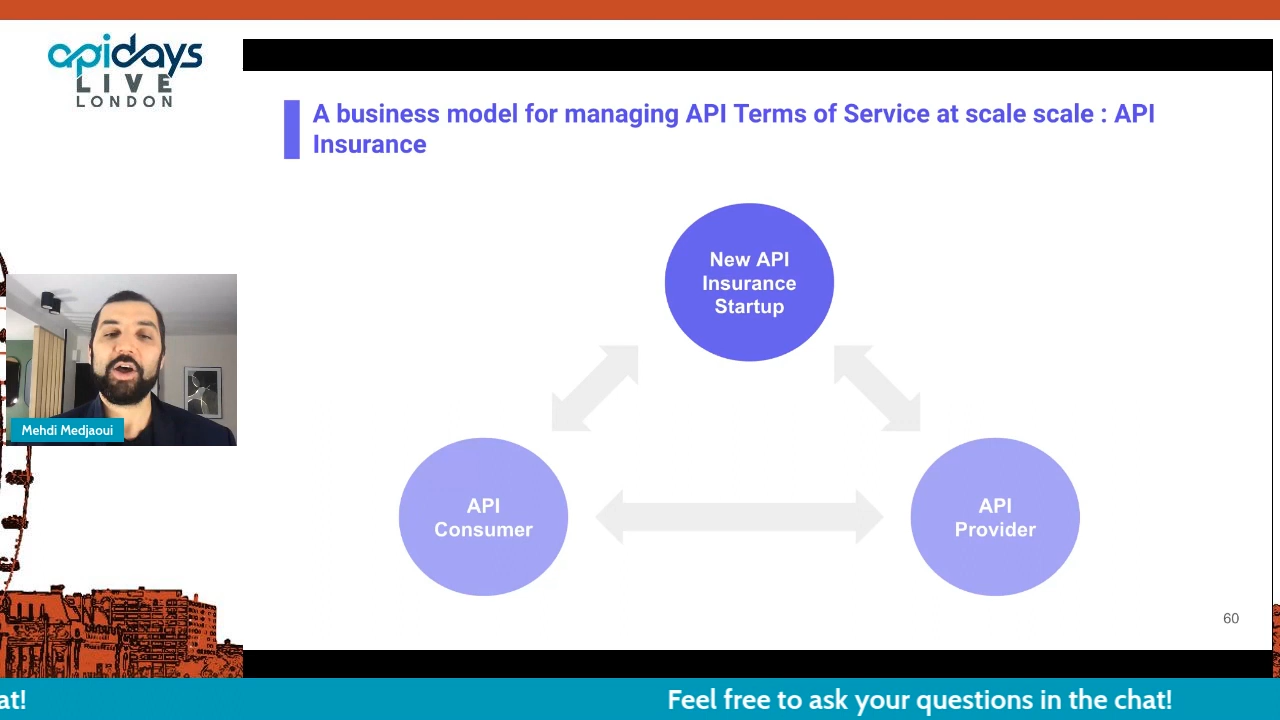 apidays
LIVE
LONDON
A business model for managing API Terms of Service at scale scale : API
Insurance
New API
Insurance
Startup
API
Consumer
API
Provider
Mehdi Medjaoui
60
at!
Feel free to ask your questions in the chat!